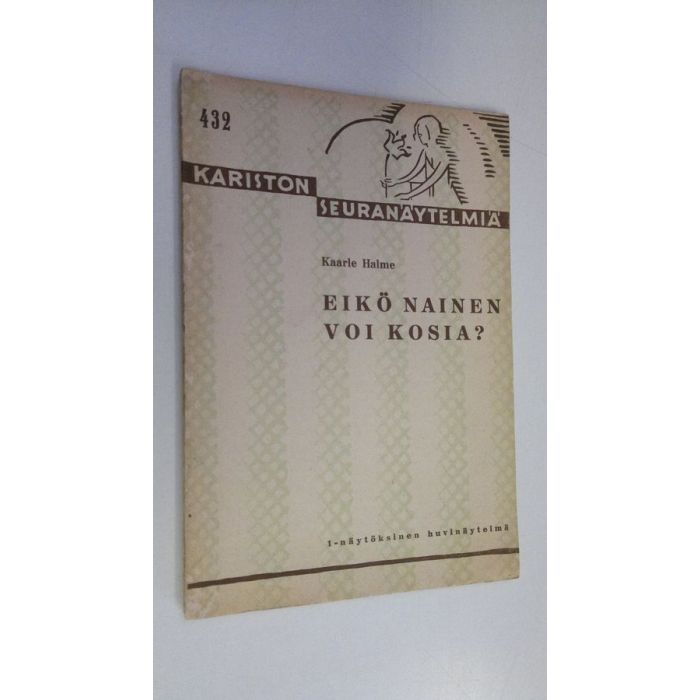 432
KARISTON
SEURANÄYTELMIÄ
Kaarle Halme
EIKÖ NAINEN
VOI KOSIA?
1-näytöksinen huvinäytelmä